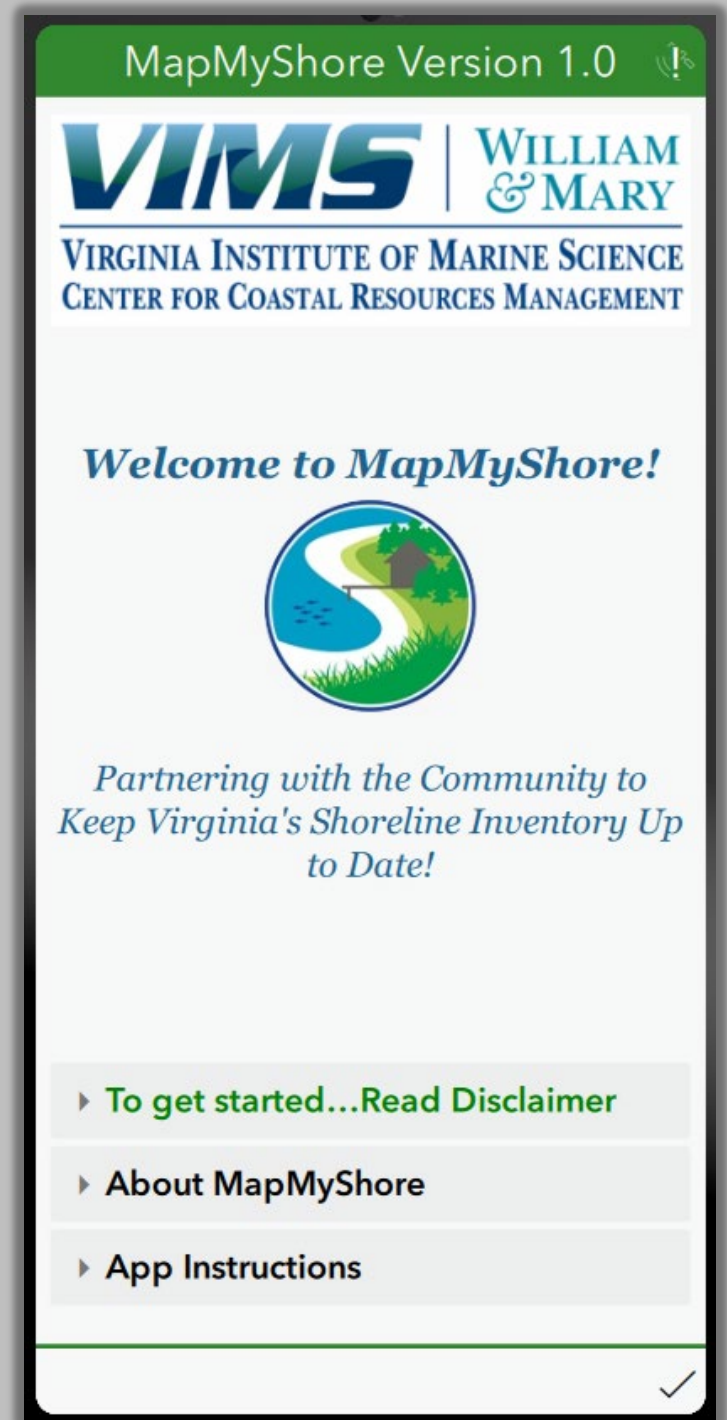 MapMyShore Version 1.0
VIMS
WILLIAM
& MARY
VIRGINIA INSTITUTE OF MARINE SCIENCE
CENTER FOR COASTAL RESOURCES MANAGEMENT
Welcome to MapMyShore!
Partnering with the Community to
Keep Virginia's Shoreline Inventory Up
to Date!
To get started...Read Disclaimer
About MapMyShore
App Instructions